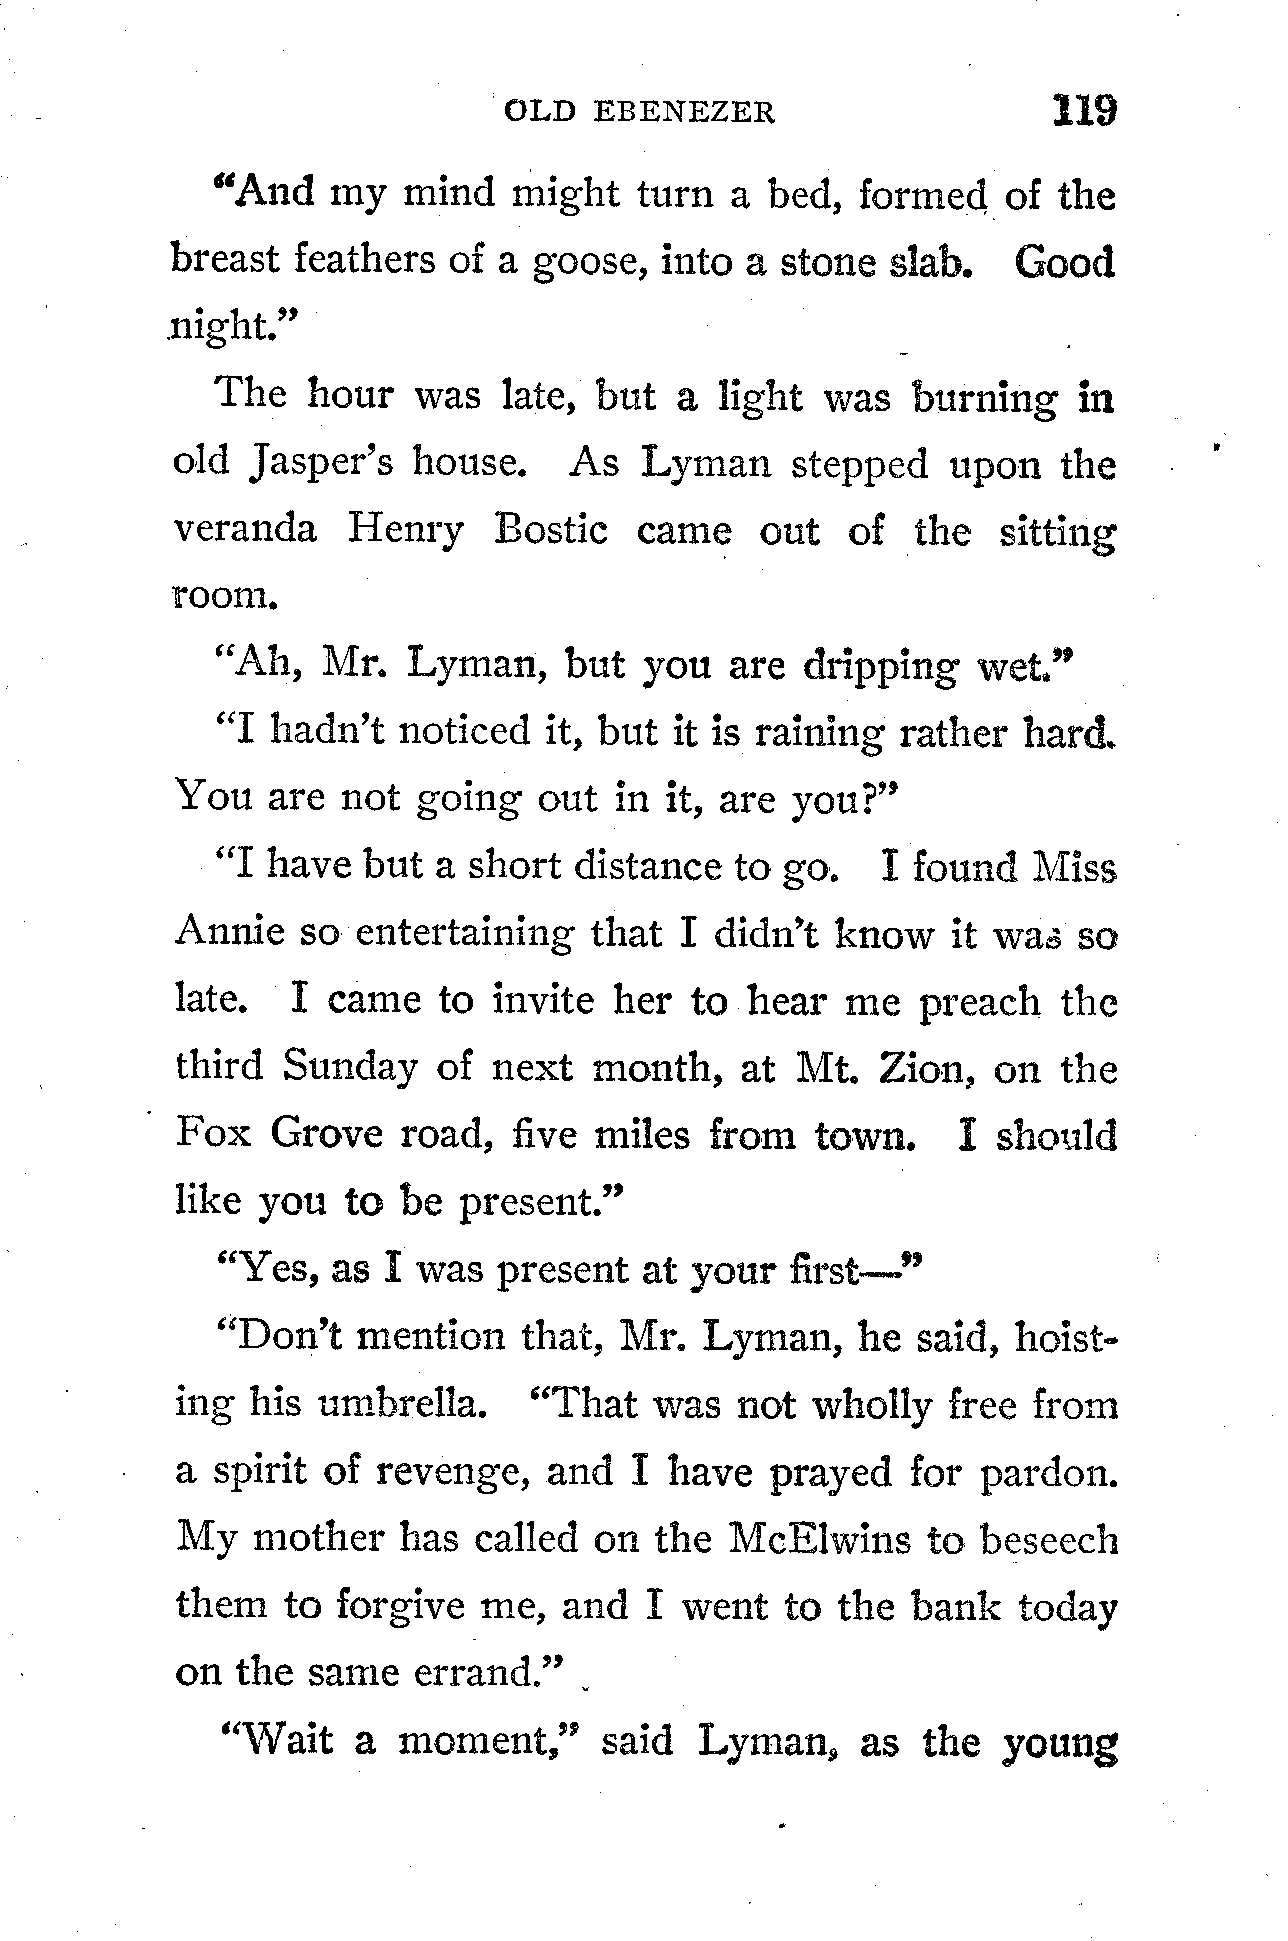 OLD EBENEZER 119
“And my mind might turn a bed, formed of the
breast feathers of a goose, into a stone slab. Good
night.”
The hour was late, but a light was burning in
old Jasper’s house. As Lyman stepped upon the
veranda Henry Bostic came out of the sitting
room.
“Ah, Mr. Lyman, but you are dripping wet.”
“I hadn’t noticed it, but it is raining rather hard.
You are not going out in it, are you?”
“I have but a short distance to go. I found Miss
Annie so entertaining that I didn’t know it was so
late. I came to invite her to hear me preach the
third Sunday of next month, at Mt. Zion, on the
Fox Grove road, five miles from town. I should
like you to be present.”
“Yes, as I was present at your first—”
“Don’t mention that, Mr. Lyman, he said, hoist-
ing his umbrella. “That was not wholly free from
a spirit of revenge, and I have prayed for pardon.
My mother has called on the McElwins to beseech
them to forgive me, and I went to the bank today
on the same errand.”
“Wait a moment,” said Lyman, as the young